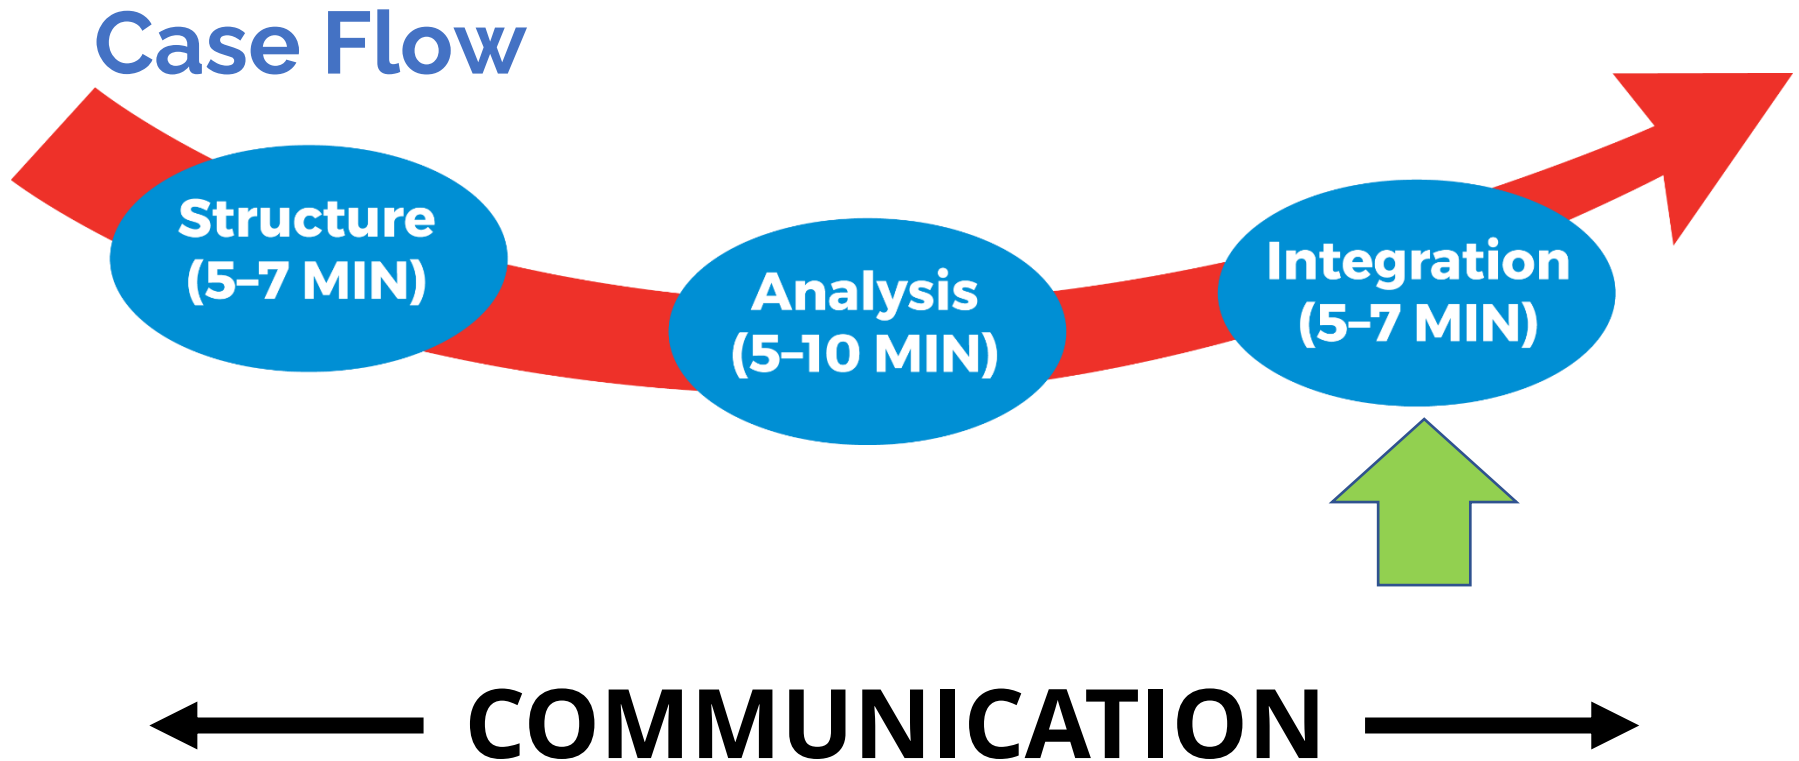 Case Flow
Structure
(5–7 MIN)
Analysis
(5–10 MIN)
Integration
(5–7 MIN)
COMMUNICATION